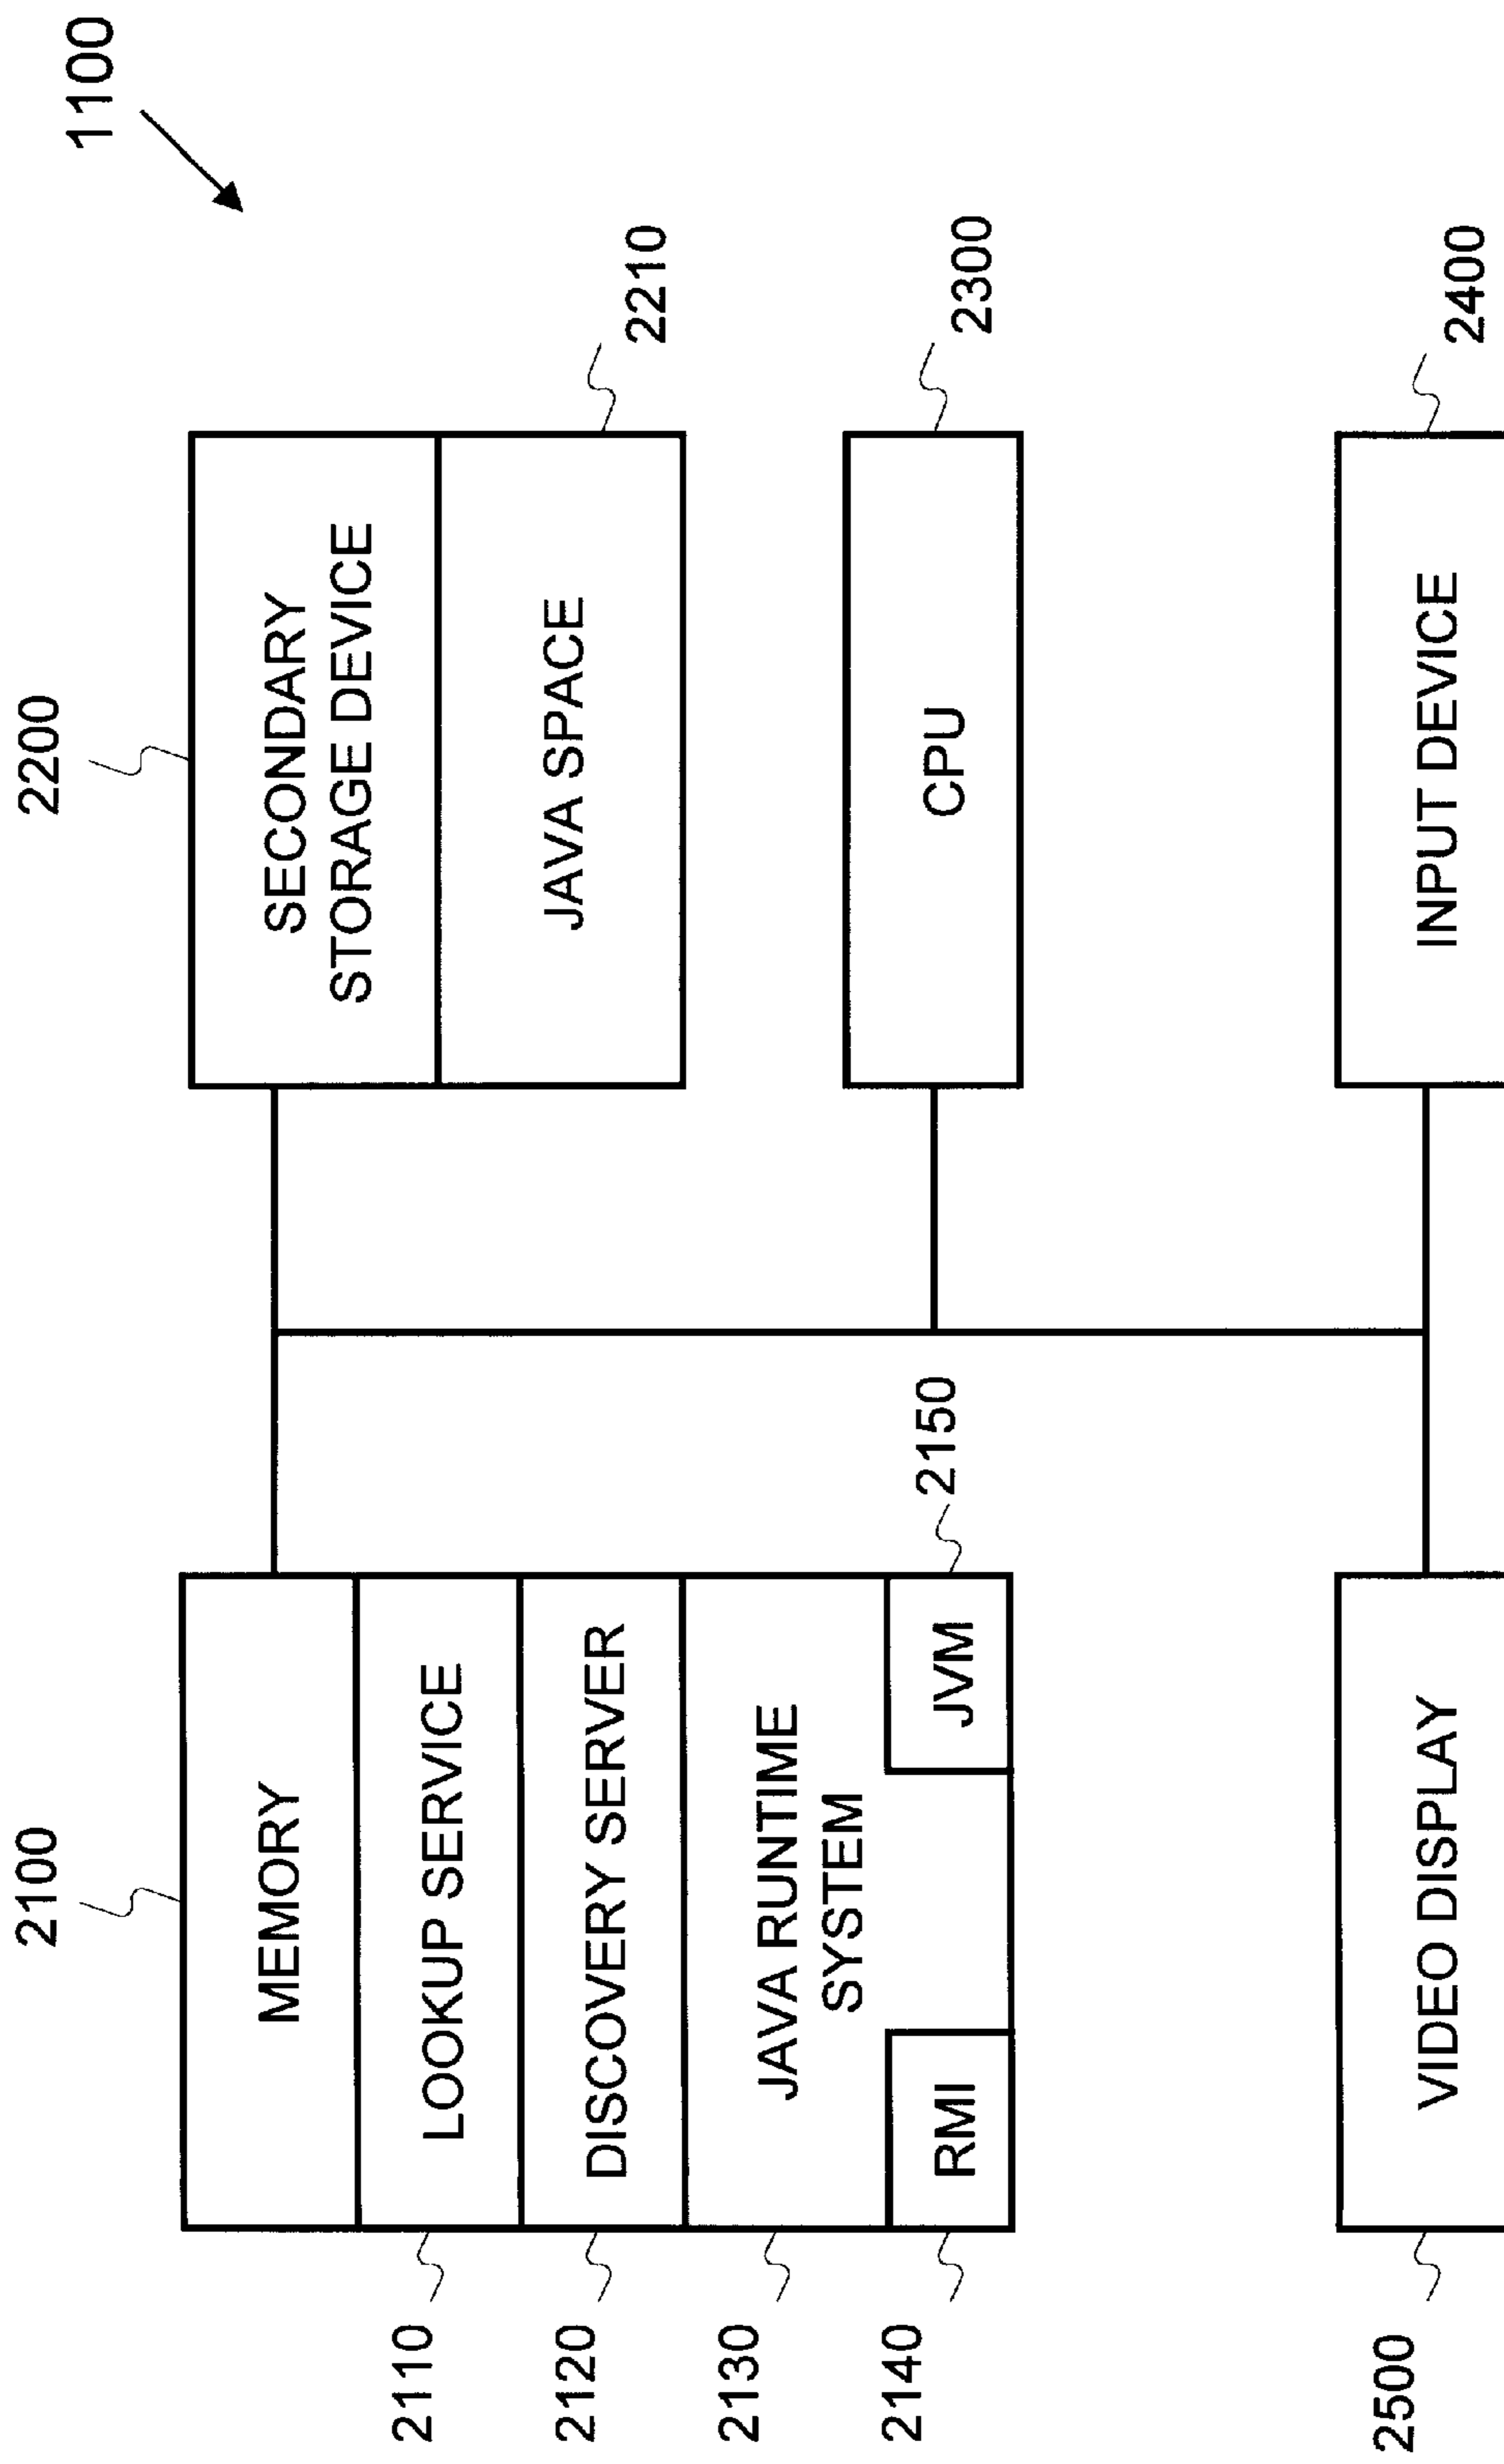 1100
2100
2200
MEMORY
SECONDARY
STORAGE DEVICE
2110
LOOKUP SERVICE
JAVA SPACE
2210
2120
DISCOVERY SERVER
2130
JAVA RUNTIME
SYSTEM
2140
RMI
JVM
2150
CPU
2300
2500
VIDEO DISPLAY
INPUT DEVICE
2400